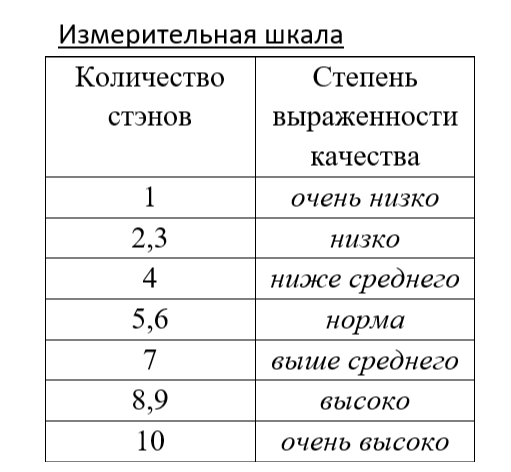 Измерительная шкала
Количество стэнов	Степень выраженности качества
1	очень низко
2,3	низко
4	ниже среднего
5,6	норма
7	выше среднего
8,9	высоко
10	очень высоко